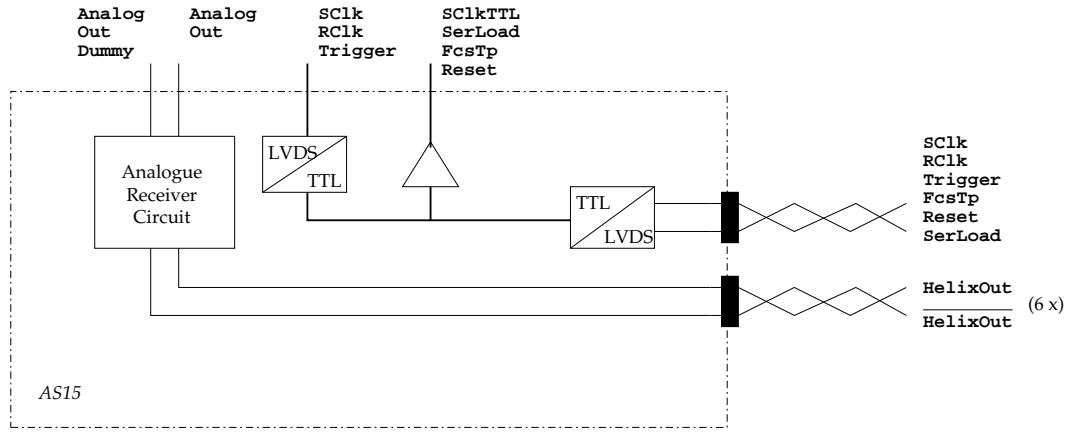 Analog
Out
Dummy
Analog
Out
SClk
RClk
Trigger
SClkTTL
SerLoad
FcsTp
Reset
Analogue
Receiver
Circuit
LVDS
TTL
TTL
LVDS
SClk
RClk
Trigger
FcsTp
Reset
SerLoad
HelixOut
HelixOut
(6 x)
AS15